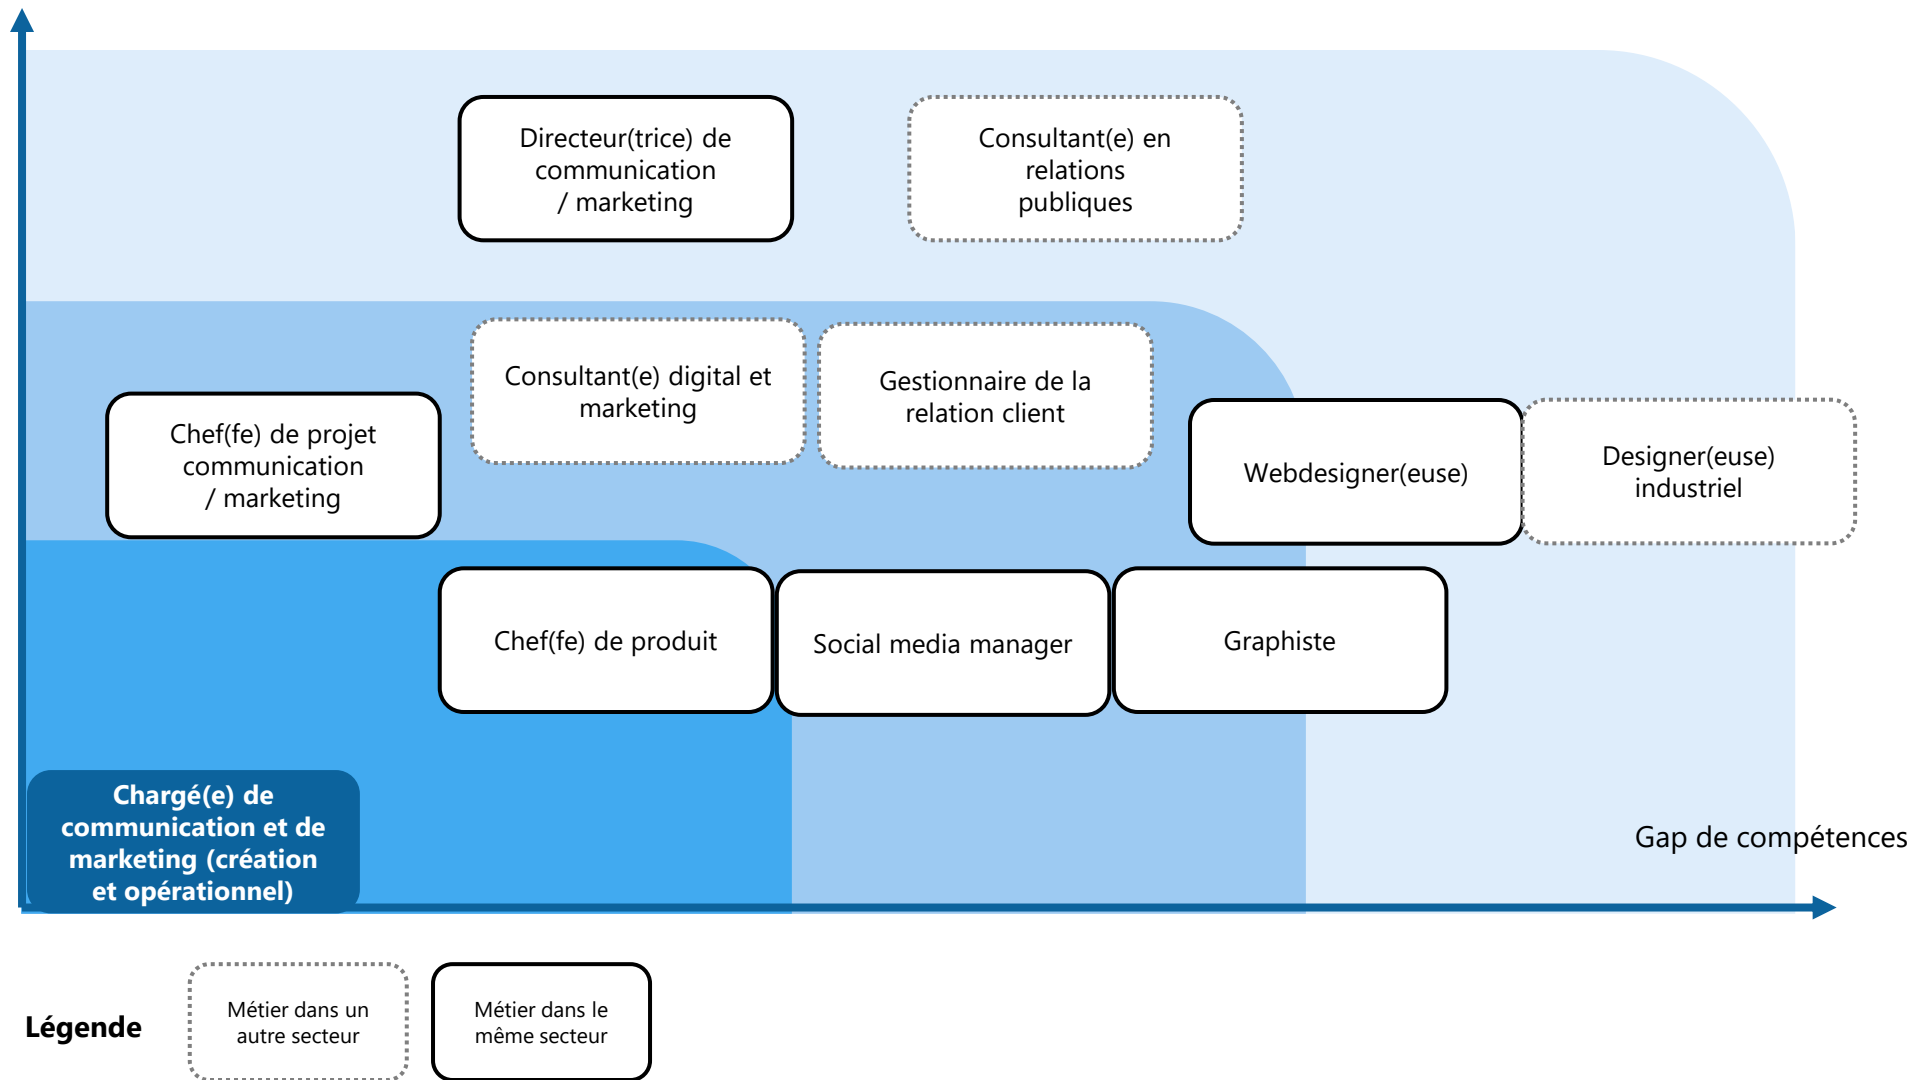 Directeur(trice) de
communication
/ marketing
Consultant(e) en
relations
publiques
Consultant(e) digital et
marketing
Gestionnaire de la
relation client
Chef(fe) de projet
communication
/ marketing
Webdesigner(euse)
Designer(euse)
industriel
Chef(fe) de produit
Social media manager
Graphiste
Chargé(e) de
communication et de
marketing (création
et opérationnel)
Gap de compétences
Légende
Métier dans un
autre secteur
Métier dans le
même secteur